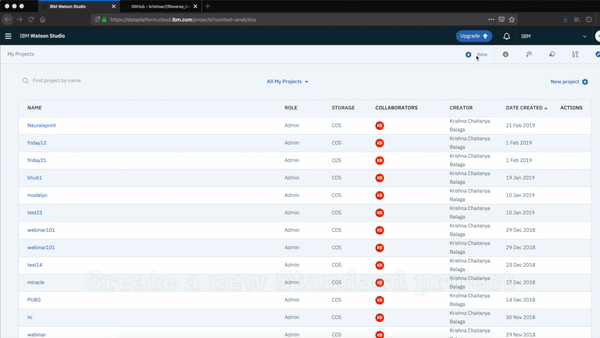 IBM Watson Studio
GitHub – krishnac7/Reverse_i
https://dataplatform.cloud.ibm.com/projects?context=analytics
IBM Watson Studio
Upgrade
IBM
My Projects
New
Find project by name
All My Projects
New project
NAME ROLE STORAGE COLLABORATORS CREATOR DATE CREATED ACTIONS
Neuralsprint Admin COS KB Krishna Chaitanya Balaga 21 Feb 2019
friday12 Admin COS KB Krishna Chaitanya Balaga 1 Feb 2019
friday21 Admin COS KB Krishna Chaitanya Balaga 1 Feb 2019
bhub1 Admin COS KB Krishna Chaitanya Balaga 19 Jan 2019
modelyo Admin COS KB Krishna Chaitanya Balaga 10 Jan 2019
test23 Admin COS KB Krishna Chaitanya Balaga 10 Jan 2019
webinar101 Admin COS KB Krishna Chaitanya Balaga 29 Dec 2018
webinar101 Admin COS KB Krishna Chaitanya Balaga 29 Dec 2018
test14 Admin COS KB Krishna Chaitanya Balaga 23 Dec 2018
Create a new Standard project
miracle Admin COS KB Krishna Chaitanya Balaga 17 Dec 2018
PUBG Admin COS KB Krishna Chaitanya Balaga 14 Dec 2018
iic Admin COS KB Krishna Chaitanya Balaga 30 Nov 2018
webinar Admin COS KB Krishna Chaitanya 29 Nov 2018